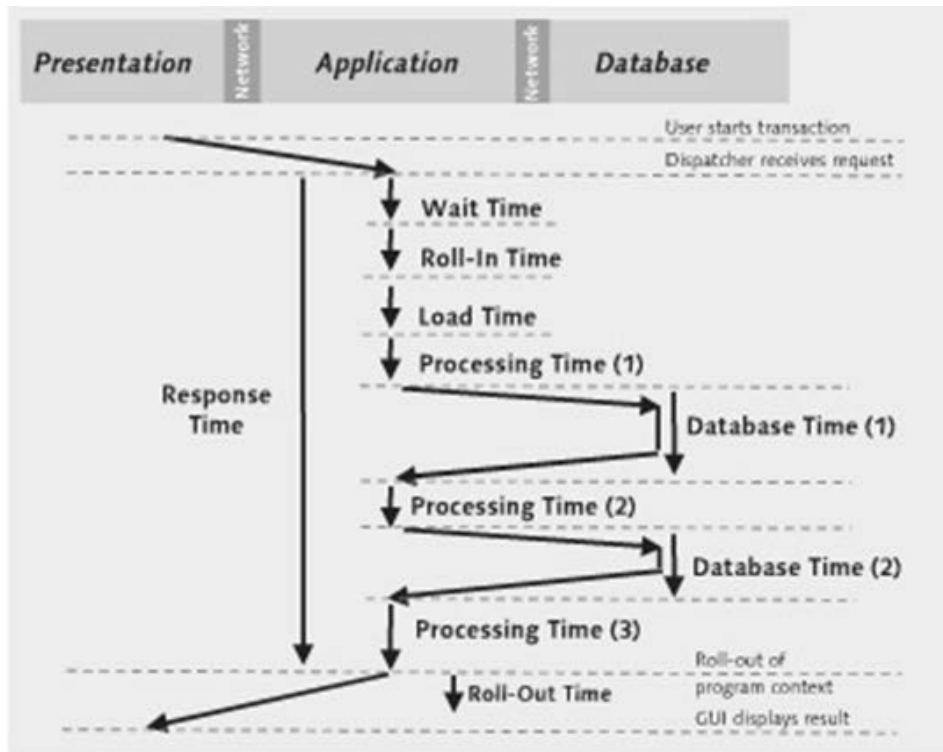 Presentation
Network
Application
Network
Database
User starts transaction
Dispatcher receives request
Wait Time
Roll-In Time
Load Time
Processing Time (1)
Response
Time
Database Time (1)
Processing Time (2)
Database Time (2)
Processing Time (3)
Roll-out of
program context
Roll-Out Time
GUI displays result